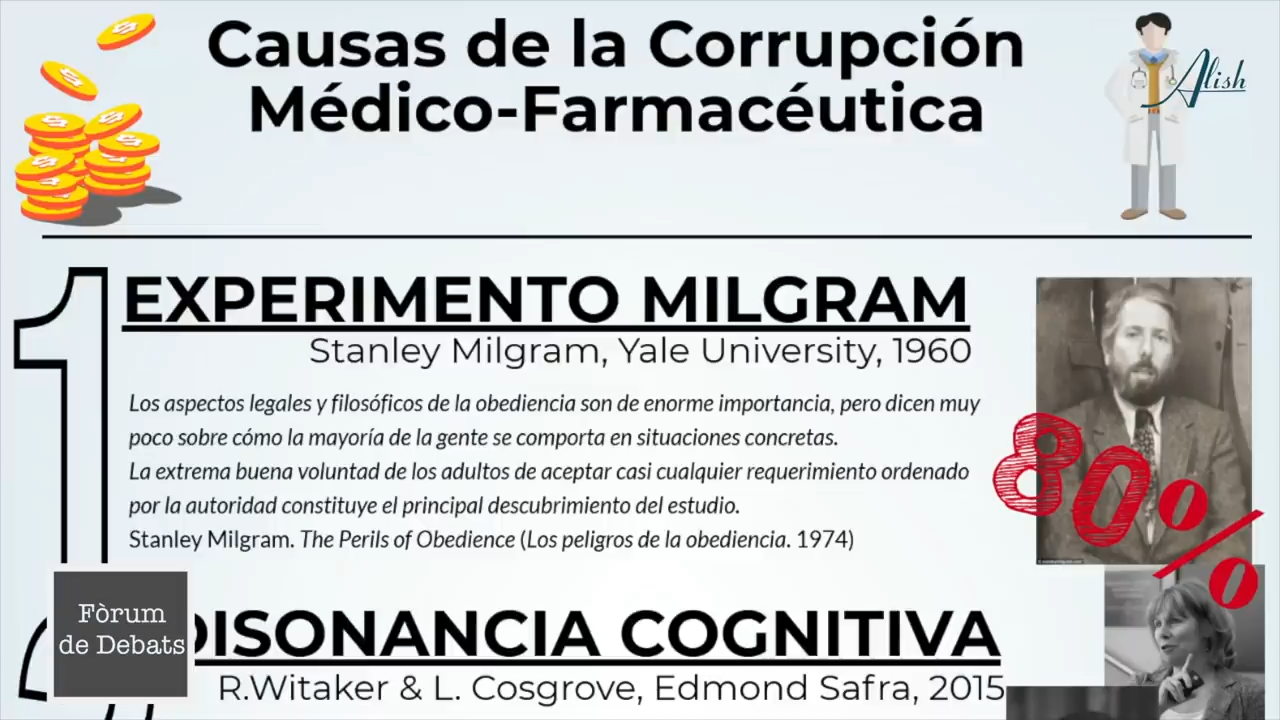 Causas de la Corrupción
Médico-Farmacéutica
Alish
1
EXPERIMENTO MILGRAM
Stanley Milgram, Yale University, 1960
Los aspectos legales y filosóficos de la obediencia son de enorme importancia, pero dicen muy
poco sobre cómo la mayoría de la gente se comporta en situaciones concretas.
La extrema buena voluntad de los adultos de aceptar casi cualquier requerimiento ordenado
por la autoridad constituye el principal descubrimiento del estudio.
Stanley Milgram. The Perils of Obedience (Los peligros de la obediencia. 1974)
80%
Fòrum
de Debats
DISONANCIA COGNITIVA
R.Witaker & L. Cosgrove, Edmond Safra, 2015